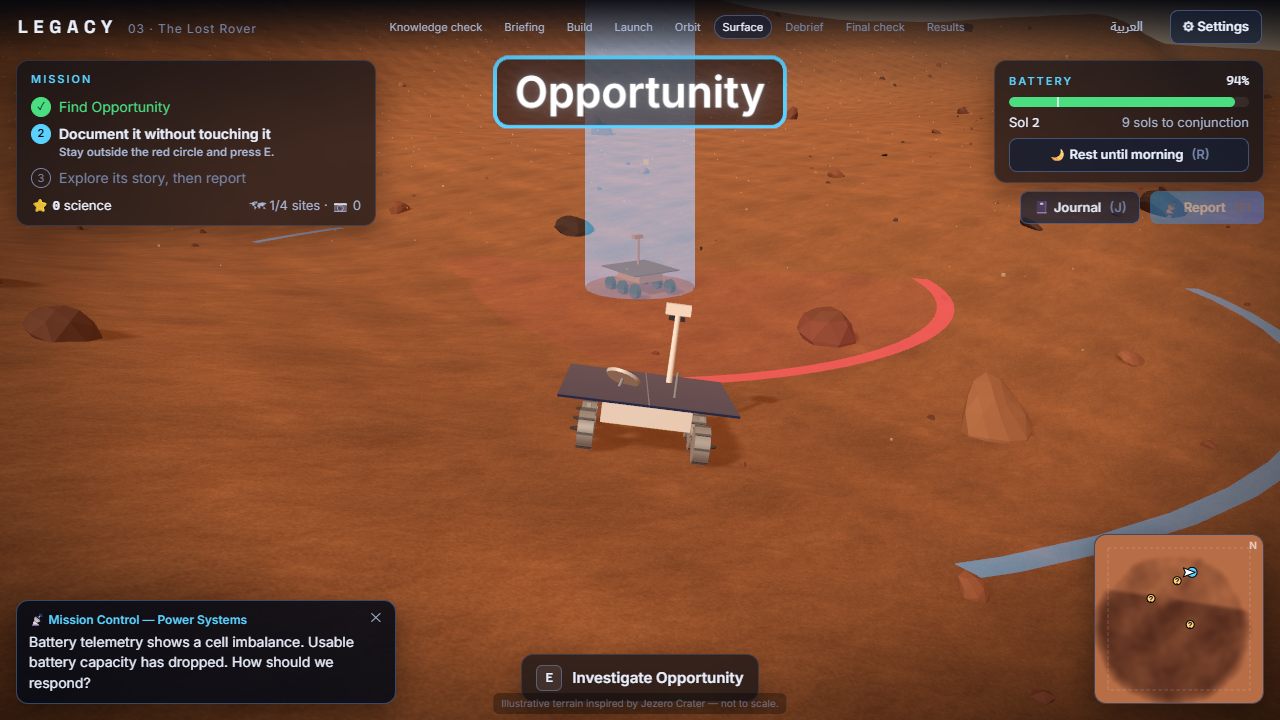 LEGACY 03 · The Lost Rover
Knowledge check Briefing Build Launch Orbit Surface Debrief Final check Results
العربية
⚙ Settings
MISSION
✓ Find Opportunity
2 Document it without touching it
Stay outside the red circle and press E.
3 Explore its story, then report
0 science 1/4 sites · 0
Opportunity
BATTERY 94%
Sol 2 9 sols to conjunction
Rest until morning (R)
Journal (J)
Report
N
? ? ?
Mission Control — Power Systems
Battery telemetry shows a cell imbalance. Usable
battery capacity has dropped. How should we
respond?
E Investigate Opportunity
Illustrative terrain inspired by Jezero Crater — not to scale.